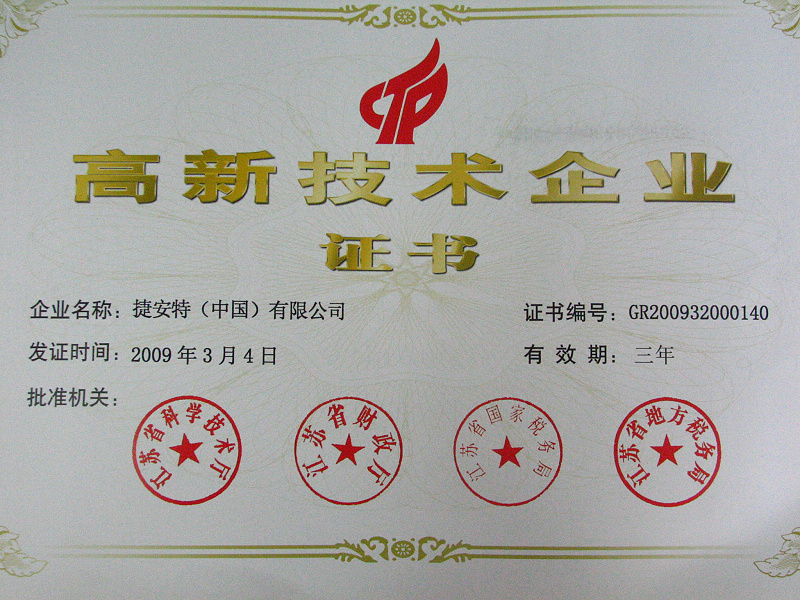 高新技术企业
证书
企业名称：捷安特（中国）有限公司
证书编号：GR200932000140
发证时间：2009年3月4日
有效期：三年
批准机关：
江苏省科学技术厅
江苏省财政厅
江苏省国家税务局
江苏省地方税务局